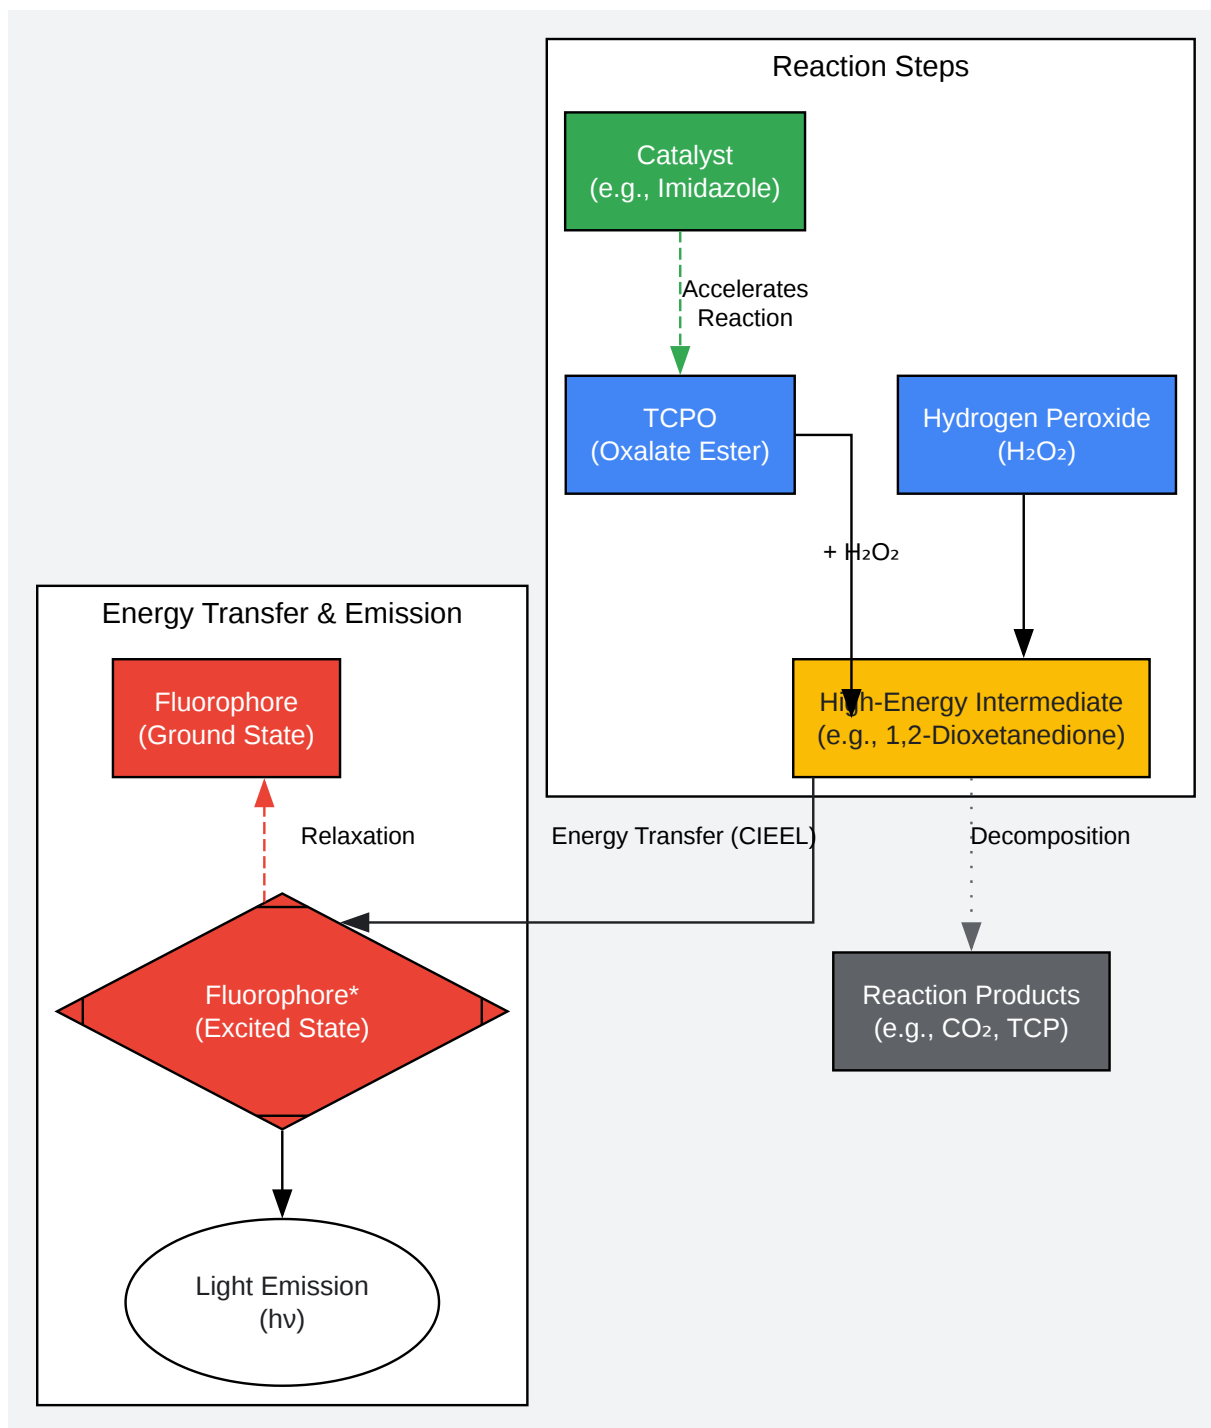 Reaction Steps
Catalyst
(e.g., Imidazole)
Accelerates
Reaction
TCPO
(Oxalate Ester)
Hydrogen Peroxide
(H₂O₂)
+ H₂O₂
High-Energy Intermediate
(e.g., 1,2-Dioxetanedione)
Energy Transfer & Emission
Fluorophore
(Ground State)
Relaxation
Energy Transfer (CIEEL)
Decomposition
Fluorophore*
(Excited State)
Reaction Products
(e.g., CO₂, TCP)
Light Emission
(hν)